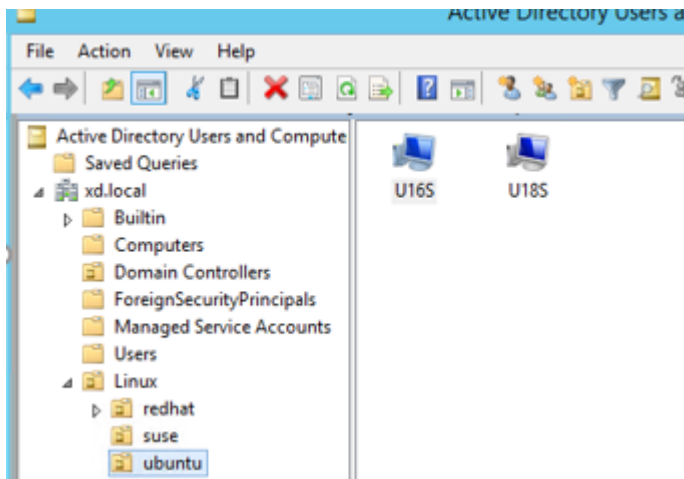 Active Directory Users a
File Action View Help
Active Directory Users and Compute
Saved Queries
xd.local
Builtin
Computers
Domain Controllers
ForeignSecurityPrincipals
Managed Service Accounts
Users
Linux
redhat
suse
ubuntu
U16S U18S